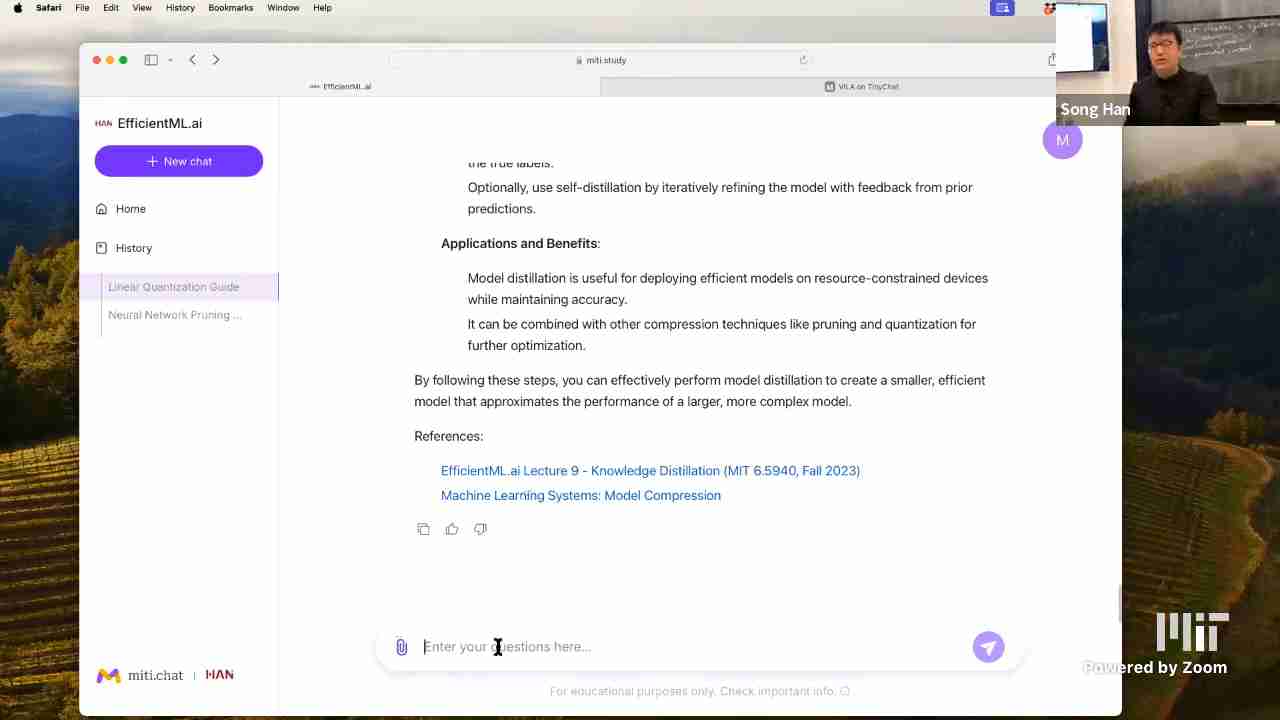 Safari File Edit View History Bookmarks Window Help
miti.study
EfficientML.ai
VILA on TinyChat
Song Han
HAN EfficientML.ai
+ New chat
Home
History
Linear Quantization Guide
Neural Network Pruning ...
M
the true labels.
Optionally, use self-distillation by iteratively refining the model with feedback from prior
predictions.
Applications and Benefits:
Model distillation is useful for deploying efficient models on resource-constrained devices
while maintaining accuracy.
It can be combined with other compression techniques like pruning and quantization for
further optimization.
By following these steps, you can effectively perform model distillation to create a smaller, efficient
model that approximates the performance of a larger, more complex model.
References:
EfficientML.ai Lecture 9 - Knowledge Distillation (MIT 6.5940, Fall 2023)
Machine Learning Systems: Model Compression
Enter your questions here...
For educational purposes only. Check important info.
miti.chat | HAN
MIT
Powered by Zoom